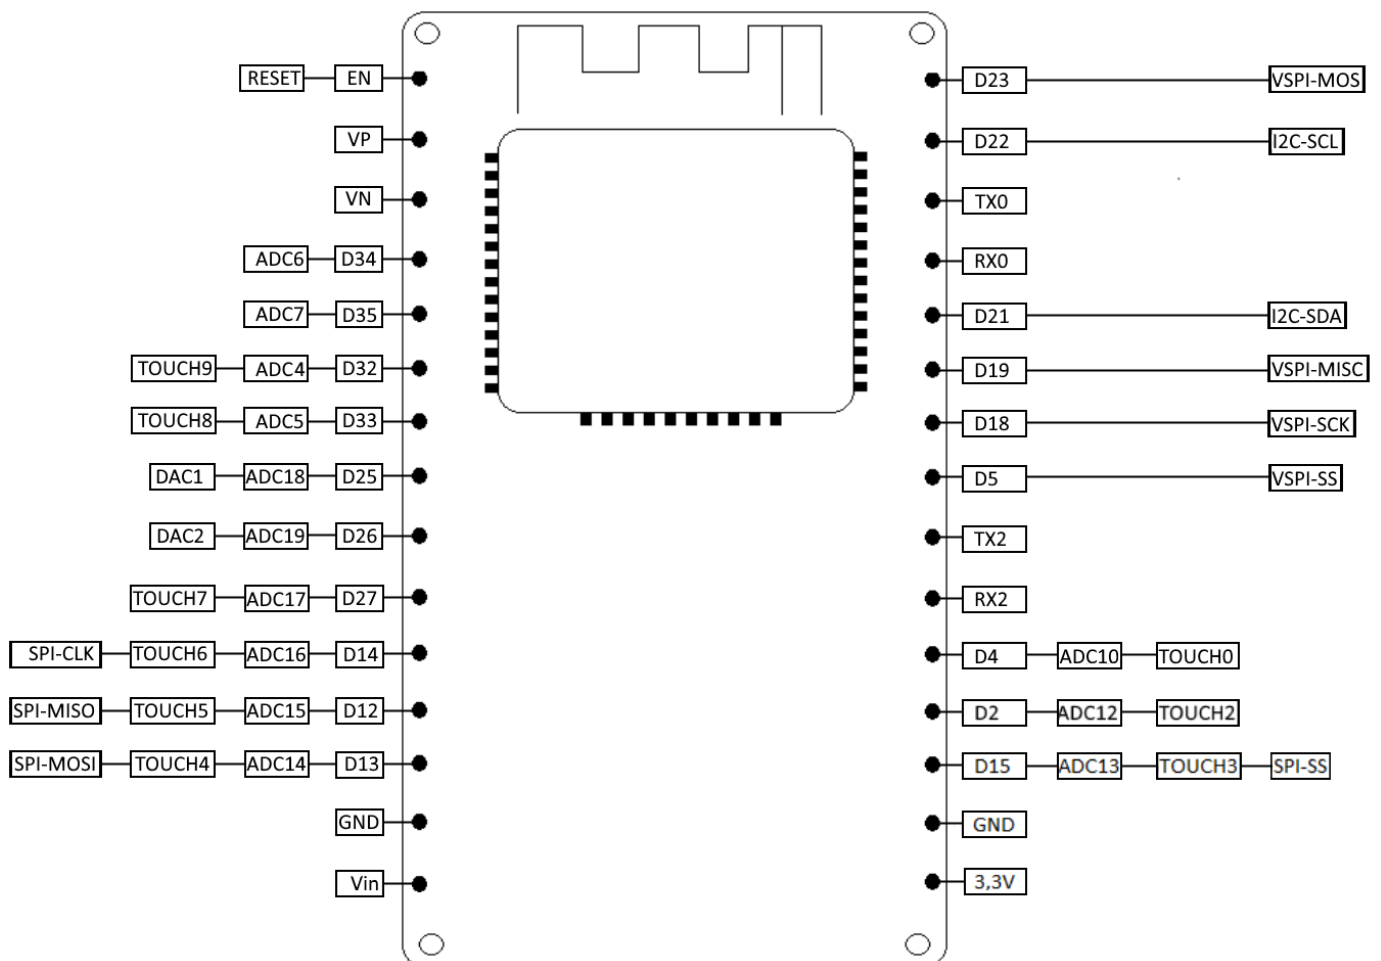 RESET EN D23 VSPI-MOS
VP D22 I2C-SCL
VN TX0
ADC6 D34 RX0
ADC7 D35 D21 I2C-SDA
TOUCH9 ADC4 D32 D19 VSPI-MISC
TOUCH8 ADC5 D33 D18 VSPI-SCK
DAC1 ADC18 D25 D5 VSPI-SS
DAC2 ADC19 D26 TX2
TOUCH7 ADC17 D27 RX2
SPI-CLK TOUCH6 ADC16 D14 D4 ADC10 TOUCH0
SPI-MISO TOUCH5 ADC15 D12 D2 ADC12 TOUCH2
SPI-MOSI TOUCH4 ADC14 D13 D15 ADC13 TOUCH3 SPI-SS
GND GND
Vin 3,3V